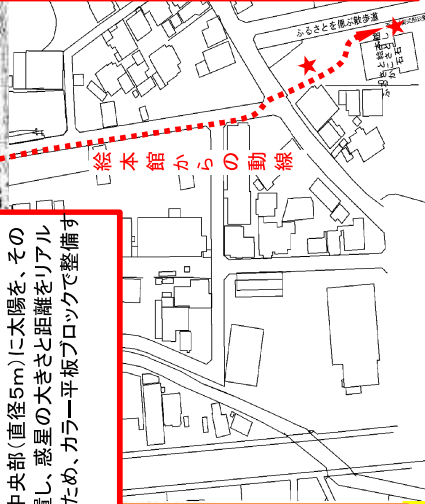 ふるさとを偲ぶ散歩道
絵本館からの動線
中央部(直径5m)に太陽を、その
置し、惑星の大きさと距離をリアル
ため、カラー平板ブロックで整備す